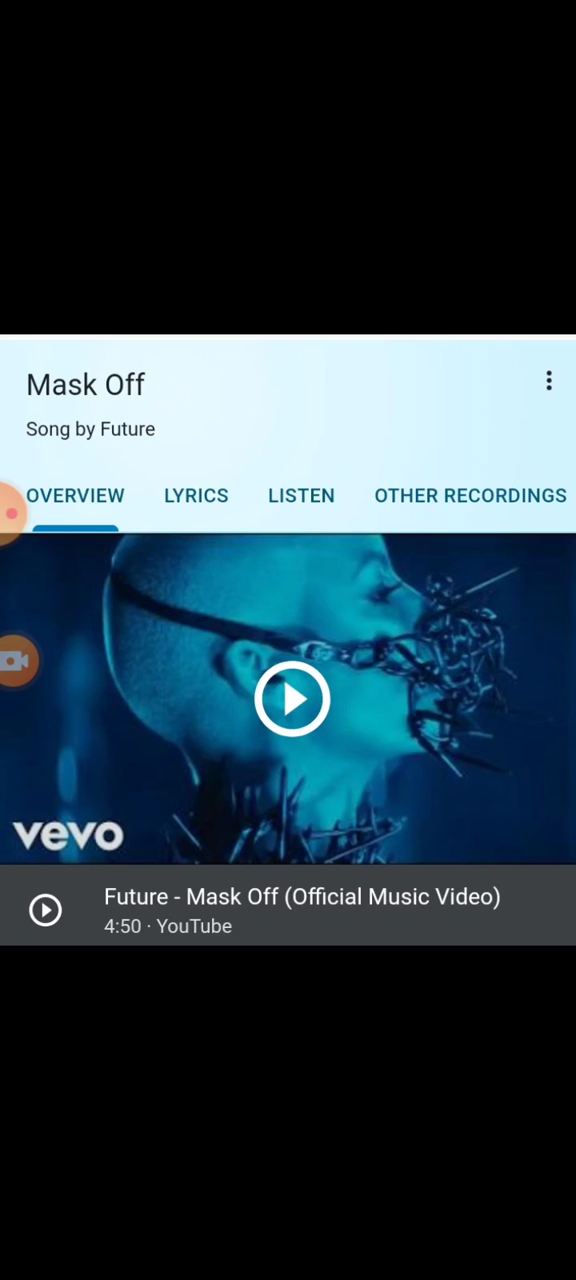 Mask Off
Song by Future
OVERVIEW LYRICS LISTEN OTHER RECORDINGS
vevo
Future - Mask Off (Official Music Video)
4:50 · YouTube